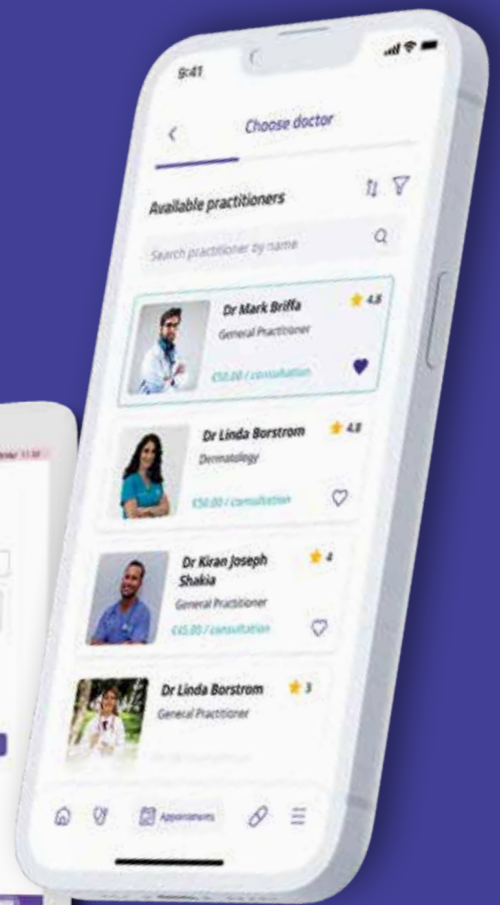 9:41
Choose doctor
Available practitioners
Search practitioner by name
Dr Mark Briffa
4.8
General Practitioner
€50.00 / consultation
Dr Linda Borstrom
4.8
Dermatology
€50.00 / consultation
Dr Kiran Joseph
4
Shakia
General Practitioner
€45.00 / consultation
Dr Linda Borstrom
3
General Practitioner
Appointments